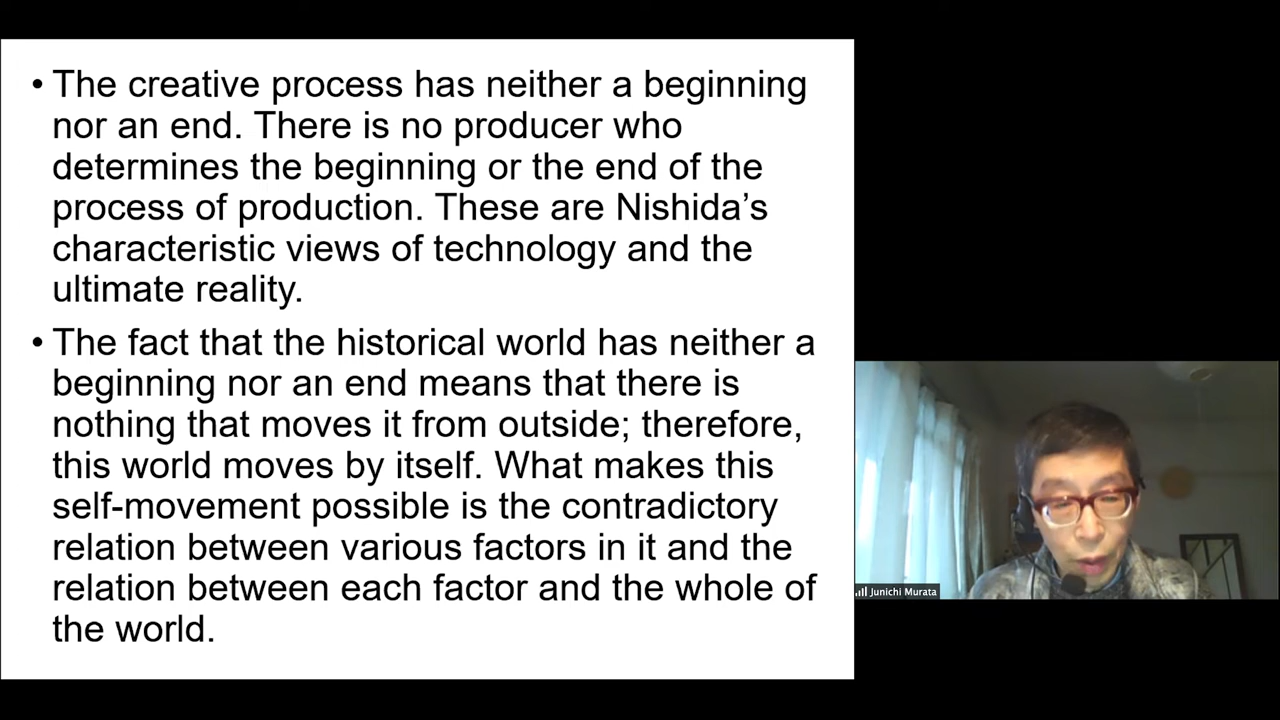 • The creative process has neither a beginning
nor an end. There is no producer who
determines the beginning or the end of the
process of production. These are Nishida’s
characteristic views of technology and the
ultimate reality.
• The fact that the historical world has neither a
beginning nor an end means that there is
nothing that moves it from outside; therefore,
this world moves by itself. What makes this
self-movement possible is the contradictory
relation between various factors in it and the
relation between each factor and the whole of
the world.
Junichi Murata